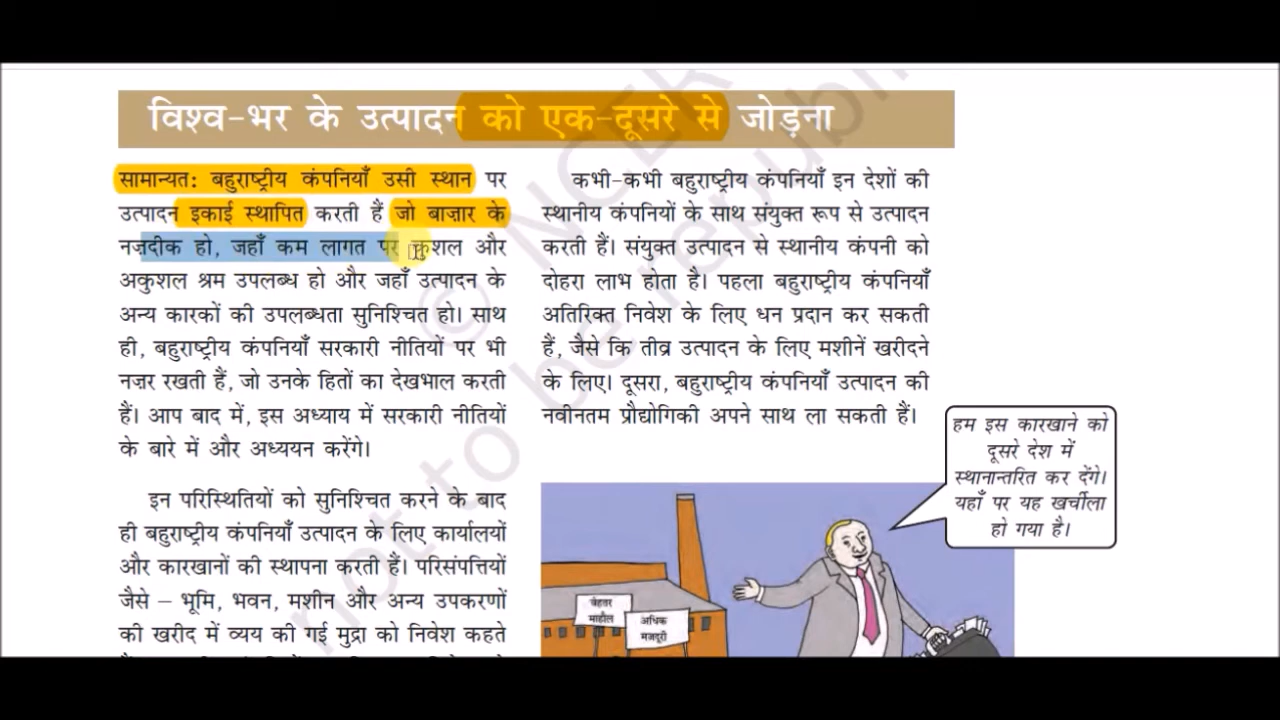 विश्व-भर के उत्पादन को एक-दूसरे से जोड़ना
सामान्यतः बहुराष्ट्रीय कंपनियाँ उसी स्थान पर
उत्पादन इकाई स्थापित करती हैं जो बाज़ार के
नज़दीक हो, जहाँ कम लागत पर कुशल और
अकुशल श्रम उपलब्ध हो और जहाँ उत्पादन के
अन्य कारकों की उपलब्धता सुनिश्चित हो। साथ
ही, बहुराष्ट्रीय कंपनियाँ सरकारी नीतियों पर भी
नज़र रखती हैं, जो उनके हितों का देखभाल करती
हैं। आप बाद में, इस अध्याय में सरकारी नीतियों
के बारे में और अध्ययन करेंगे।
इन परिस्थितियों को सुनिश्चित करने के बाद
ही बहुराष्ट्रीय कंपनियाँ उत्पादन के लिए कार्यालयों
और कारखानों की स्थापना करती हैं। परिसंपत्तियों
जैसे – भूमि, भवन, मशीन और अन्य उपकरणों
की खरीद में व्यय की गई मुद्रा को निवेश कहते
कभी-कभी बहुराष्ट्रीय कंपनियाँ इन देशों की
स्थानीय कंपनियों के साथ संयुक्त रूप से उत्पादन
करती हैं। संयुक्त उत्पादन से स्थानीय कंपनी को
दोहरा लाभ होता है। पहला बहुराष्ट्रीय कंपनियाँ
अतिरिक्त निवेश के लिए धन प्रदान कर सकती
हैं, जैसे कि तीव्र उत्पादन के लिए मशीनें खरीदने
के लिए। दूसरा, बहुराष्ट्रीय कंपनियाँ उत्पादन की
नवीनतम प्रौद्योगिकी अपने साथ ला सकती हैं।
हम इस कारखाने को
दूसरे देश में
स्थानान्तरित कर देंगे।
यहाँ पर यह खर्चीला
हो गया है।
बेहतर
माहौल
अधिक
मजदूरी
© NCER
not to be republi